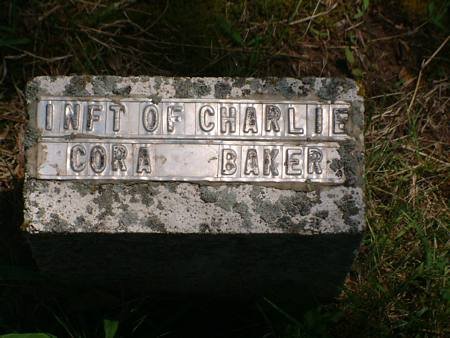 INFT OF CHARLIE
CORA BAKER